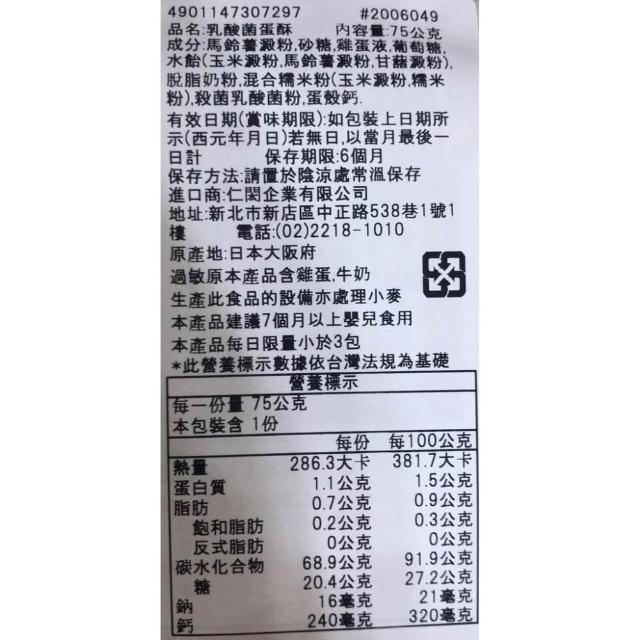 4901147307297 #2006049
品名:乳酸菌蛋酥 內容量:75公克
成分:馬鈴薯澱粉,砂糖,雞蛋液,葡萄糖,
水飴(玉米澱粉,馬鈴薯澱粉,甘藷澱粉),
脫脂奶粉,混合糯米粉(玉米澱粉,糯米
粉),殺菌乳酸菌粉,蛋殼鈣.
有效日期(賞味期限):如包裝上日期所
示(西元年月日)若無日,以當月最後一
日計 保存期限:6個月
保存方法:請置於陰涼處常溫保存
進口商:仁閎企業有限公司
地址:新北市新店區中正路538巷1號1
樓 電話:(02)2218-1010
原產地:日本大阪府
過敏原本產品含雞蛋,牛奶
生產此食品的設備亦處理小麥
本產品建議7個月以上嬰兒食用
本產品每日限量小於3包
*此營養標示數據依台灣法規為基礎
營養標示
每一份量 75公克
本包裝含 1份
每份 每100公克
熱量 286.3大卡 381.7大卡
蛋白質 1.1公克 1.5公克
脂肪 0.7公克 0.9公克
飽和脂肪 0.2公克 0.3公克
反式脂肪 0公克 0公克
碳水化合物 68.9公克 91.9公克
糖 20.4公克 27.2公克
鈉 16毫克 21毫克
鈣 240毫克 320毫克